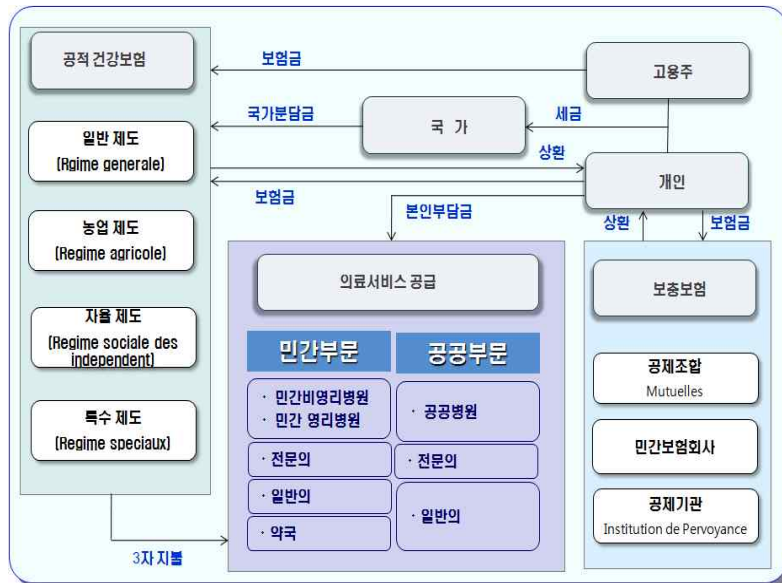 공적 건강보험
일반 제도
(Rgime generale)
농업 제도
(Regime agricole)
자율 제도
(Regime sociale des
independent)
특수 제도
(Regime speciaux)
보험금
고용주
국가분담금
국 가
세금
상환
보험금
개인
본인부담금
상환
보험금
의료서비스 공급
민간부문
공공부문
· 민간비영리병원
· 민간 영리병원
· 전문의
· 일반의
· 약국
· 공공병원
· 전문의
· 일반의
보충보험
공제조합
Mutuelles
민간보험회사
공제기관
Institution de Pervoyance
3자 지불